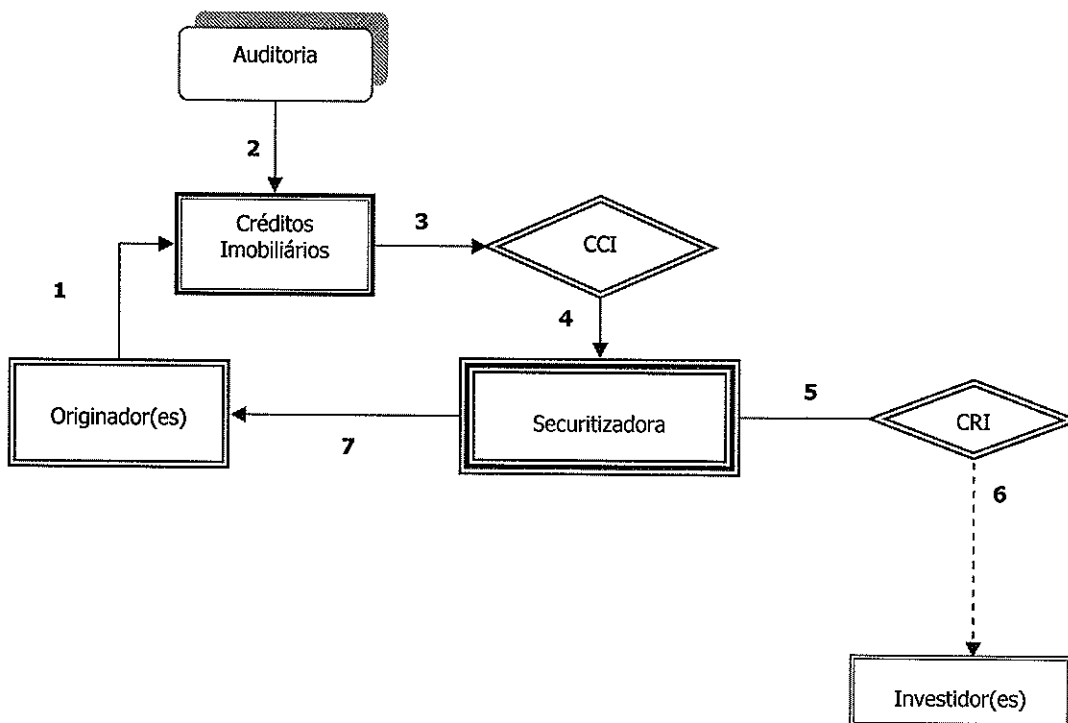 Auditoria
2
Créditos
Imobiliários
3
CCI
1
4
Originador(es)
7
Securitizadora
5
CRI
6
Investidor(es)